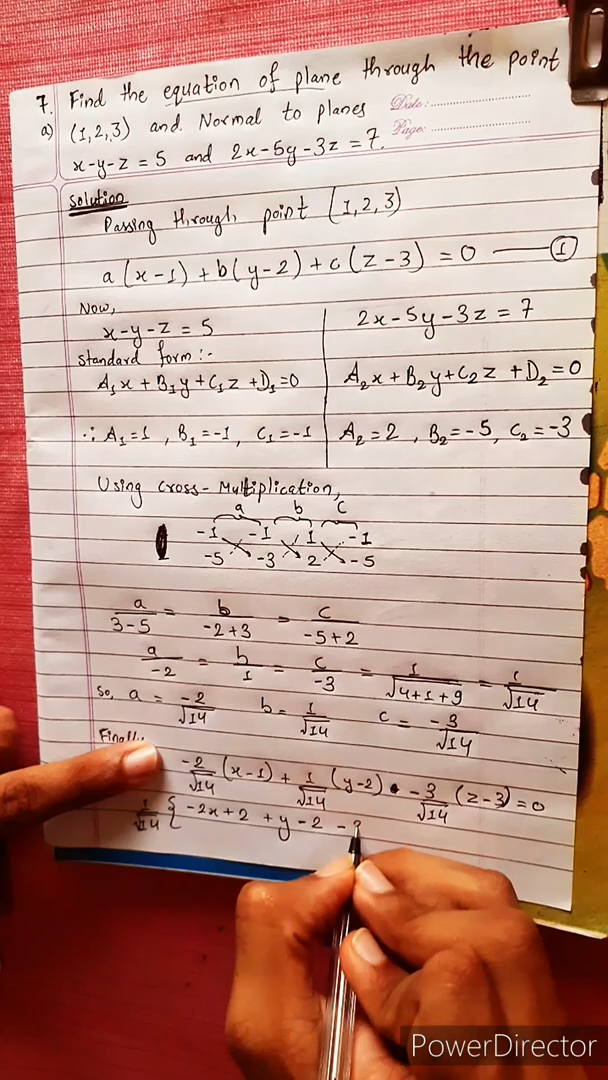 7. Find the equation of plane through the point
a) (1,2,3) and Normal to planes
Date:
x-y-z = 5 and 2x-5y-3z = 7.
Page:
Solution
Passing through point (1,2,3)
a(x-1) + b(y-2) + c(z-3) = 0 —— ①
Now,
x-y-z = 5
standard form:-
A₁x + B₁y + C₁z + D₁ = 0
∴ A₁=1, B₁=-1, C₁=-1
2x-5y-3z = 7
A₂x + B₂y + C₂z + D₂ = 0
A₂=2, B₂=-5, C₂=-3
Using Cross-Multiplication,
a b c
-1 -1 1 -1
-5 -3 2 -5
a/(3-5) = b/(-2+3) = c/(-5+2)
a/-2 = b/1 = c/-3 = 1/√(4+1+9) = 1/√14
So, a = -2/√14 b = 1/√14 c = -3/√14
Finally
-2/√14 (x-1) + 1/√14 (y-2) -3/√14 (z-3) = 0
1/√14 { -2x+2 +y-2 -3
PowerDirector